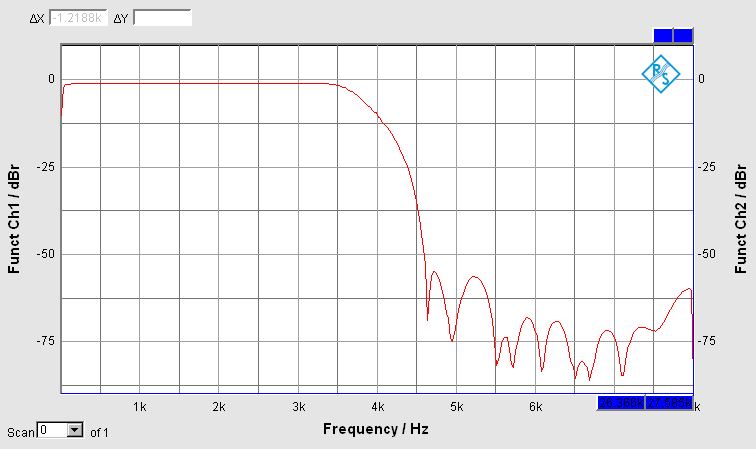 ΔX -1.2188k ΔY
R S
0 0
-25 -25
-50 -50
-75 -75
Funct Ch1 / dBr
Funct Ch2 / dBr
1k 2k 3k 4k 5k 6k k
Frequency / Hz
Scan 0 of 1